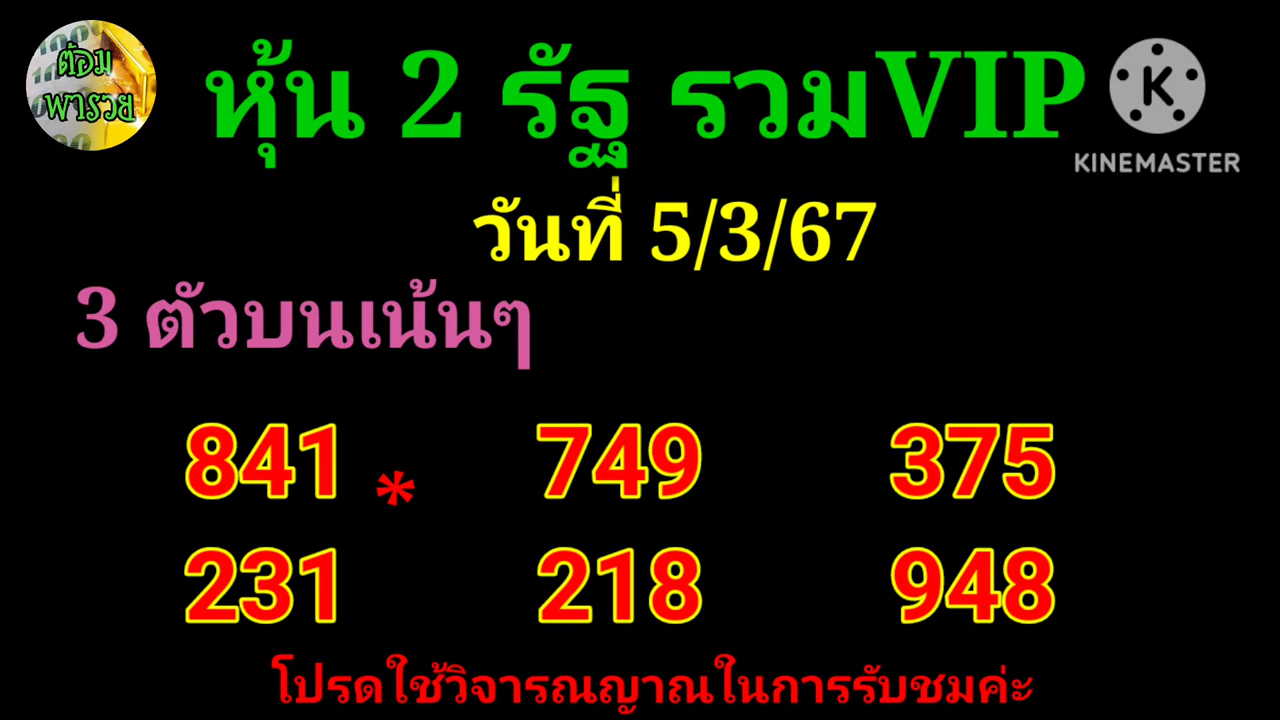 ต้อม
พารวย
หุ้น 2 รัฐ รวมVIP
K
KINEMASTER
วันที่ 5/3/67
3 ตัวบนเน้นๆ
841 * 749 375
231 218 948
โปรดใช้วิจารณญาณในการรับชมค่ะ